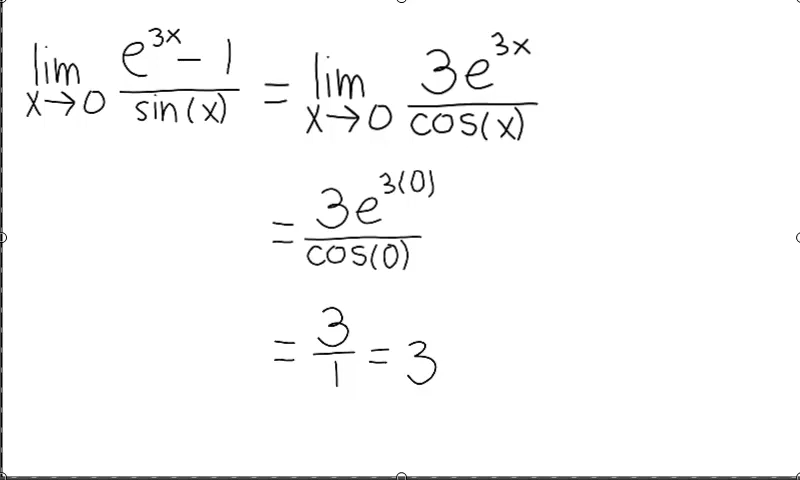 lim x→0 (e^{3x} - 1)/(sin(x)) = lim x→0 (3e^{3x})/(cos(x))
= (3e^{3(0)})/(cos(0))
= 3/1 = 3